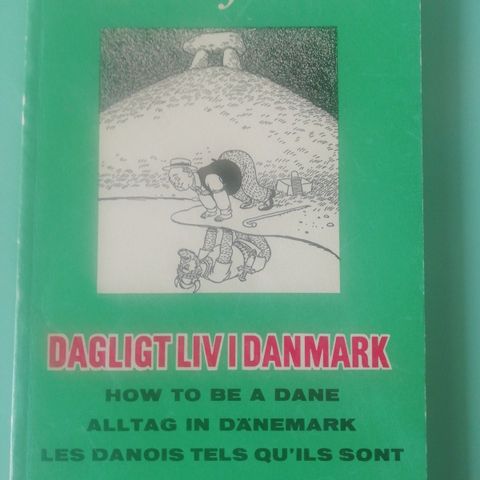 DAGLIGT LIV I DANMARK
HOW TO BE A DANE
ALLTAG IN DÄNEMARK
LES DANOIS TELS QU'ILS SONT